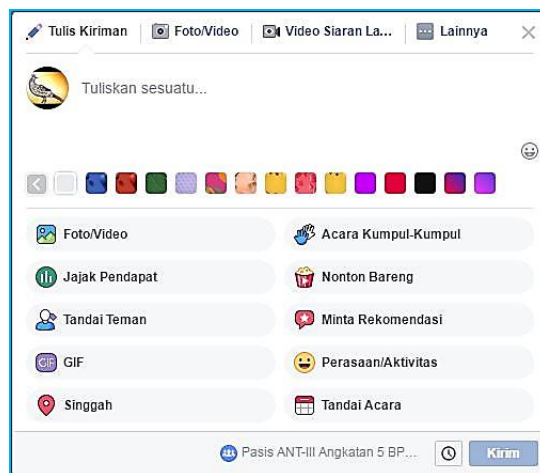 Tulis Kiriman Foto/Video Video Siaran La... Lainnya
Tuliskan sesuatu...
Foto/Video Acara Kumpul-Kumpul
Jajak Pendapat Nonton Bareng
Tandai Teman Minta Rekomendasi
GIF GIF Perasaan/Aktivitas
Singgah Tandai Acara
Pasis ANT-III Angkatan 5 BP... Kirim